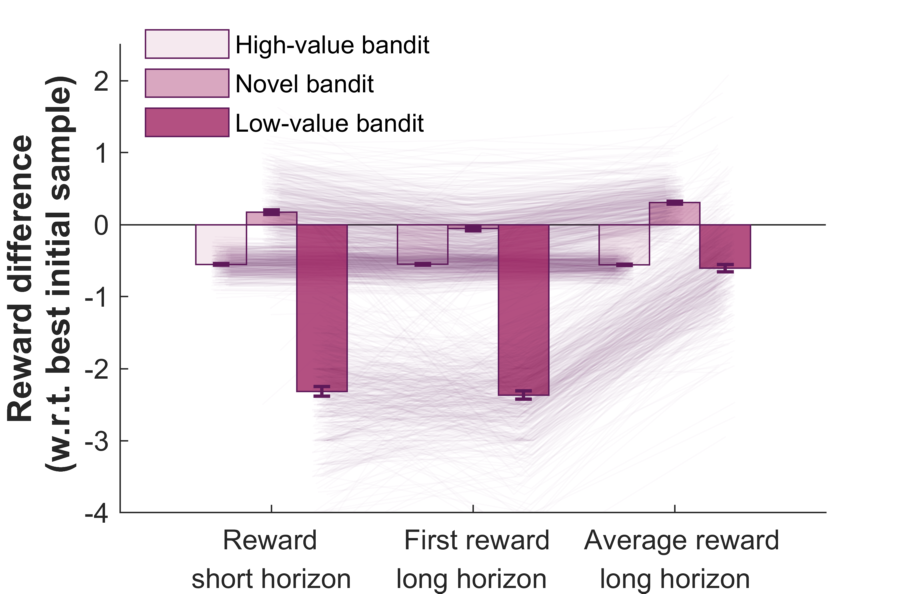 High-value bandit
Novel bandit
Low-value bandit
Reward difference
(w.r.t. best initial sample)
2
1
0
-1
-2
-3
-4
Reward
short horizon
First reward
long horizon
Average reward
long horizon